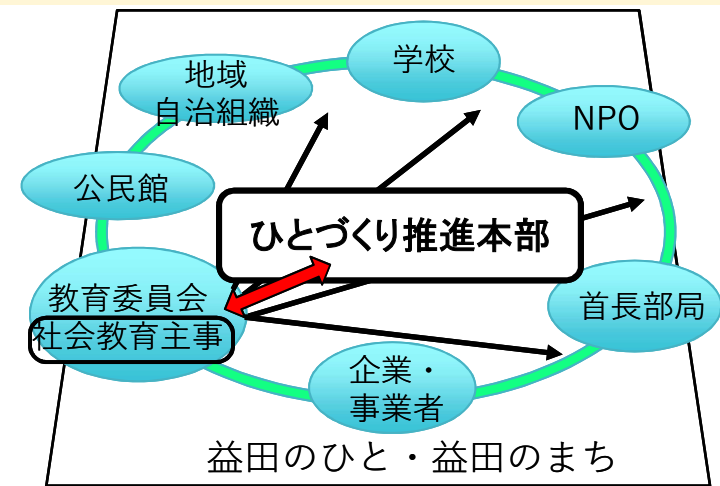 学校
地域
自治組織
NPO
公民館
ひとづくり推進本部
教育委員会
社会教育主事
首長部局
企業・
事業者
益田のひと・益田のまち